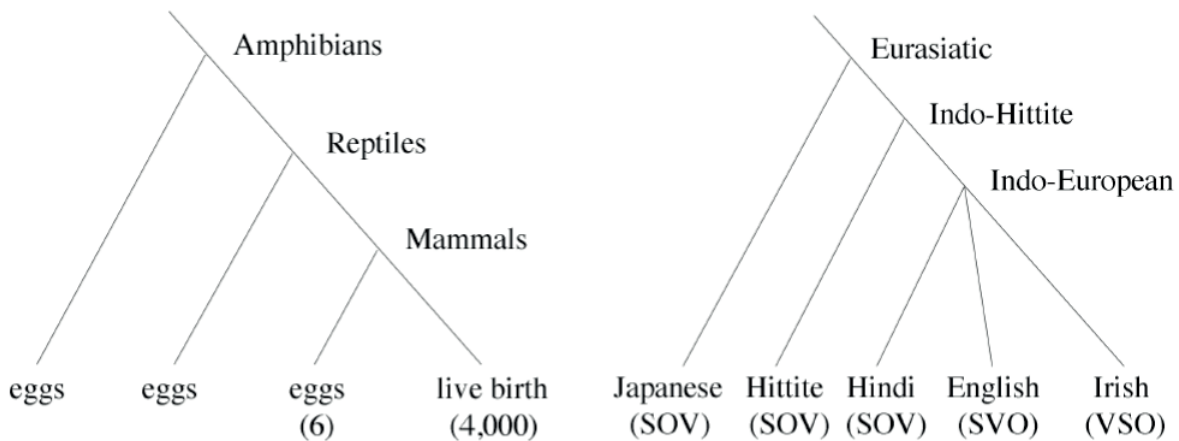 Amphibians
Reptiles
Mammals
eggs eggs eggs live birth
(6) (4,000)
Eurasiatic
Indo-Hittite
Indo-European
Japanese Hittite Hindi English Irish
(SOV) (SOV) (SOV) (SVO) (VSO)